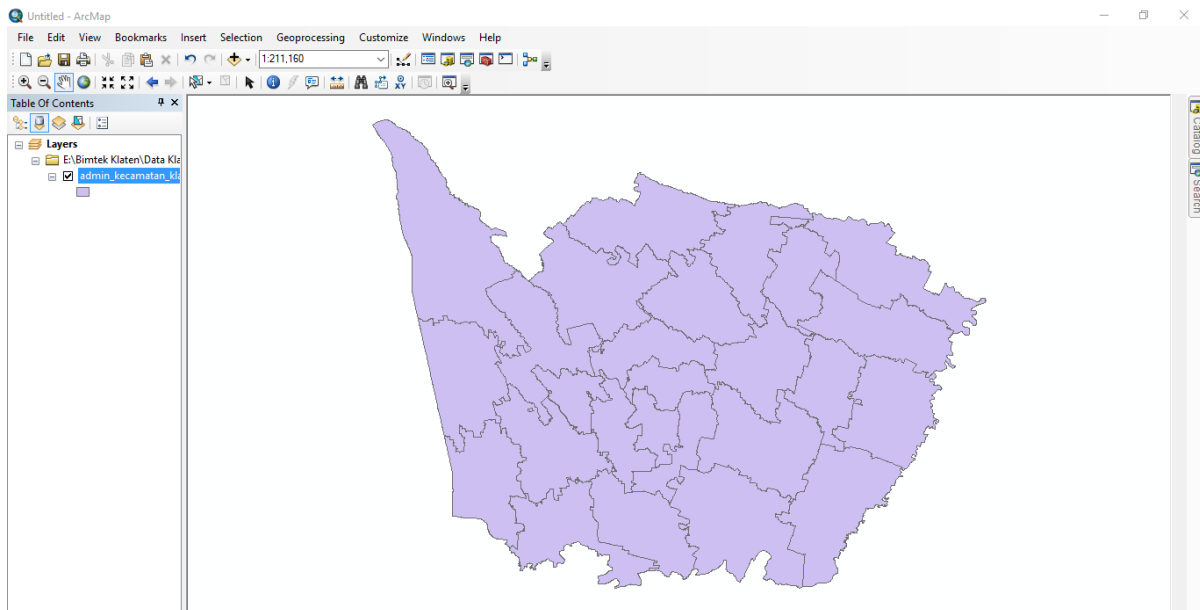 Untitled - ArcMap
File Edit View Bookmarks Insert Selection Geoprocessing Customize Windows Help
1:211,160
Table Of Contents
Layers
E:\Bimtek Klaten\Data Kla
admin_kecamatan_kla
Catalog
Search